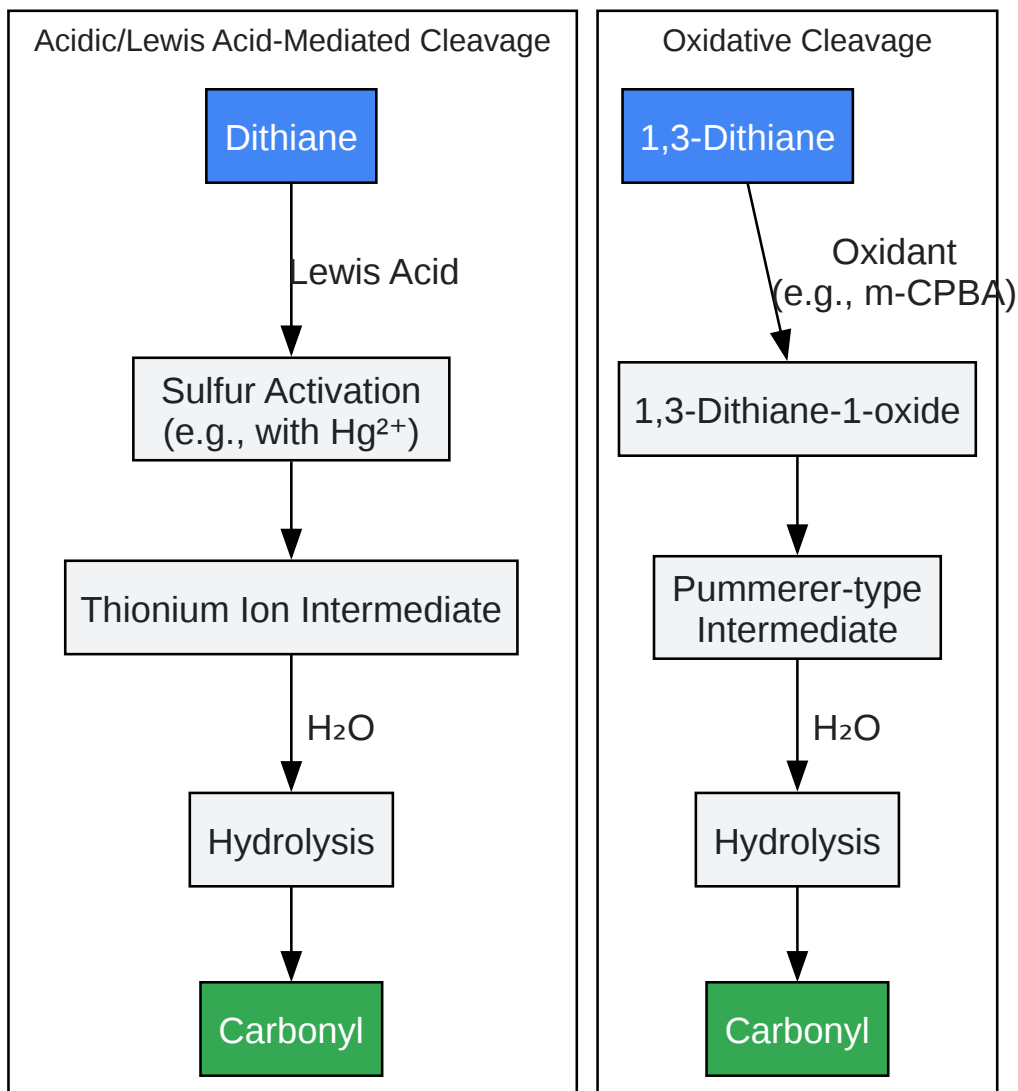 Acidic/Lewis Acid-Mediated Cleavage
Dithiane
Lewis Acid
Sulfur Activation
(e.g., with Hg²⁺)
Thionium Ion Intermediate
H₂O
Hydrolysis
Carbonyl
Oxidative Cleavage
1,3-Dithiane
Oxidant
(e.g., m-CPBA)
1,3-Dithiane-1-oxide
Pummerer-type
Intermediate
H₂O
Hydrolysis
Carbonyl